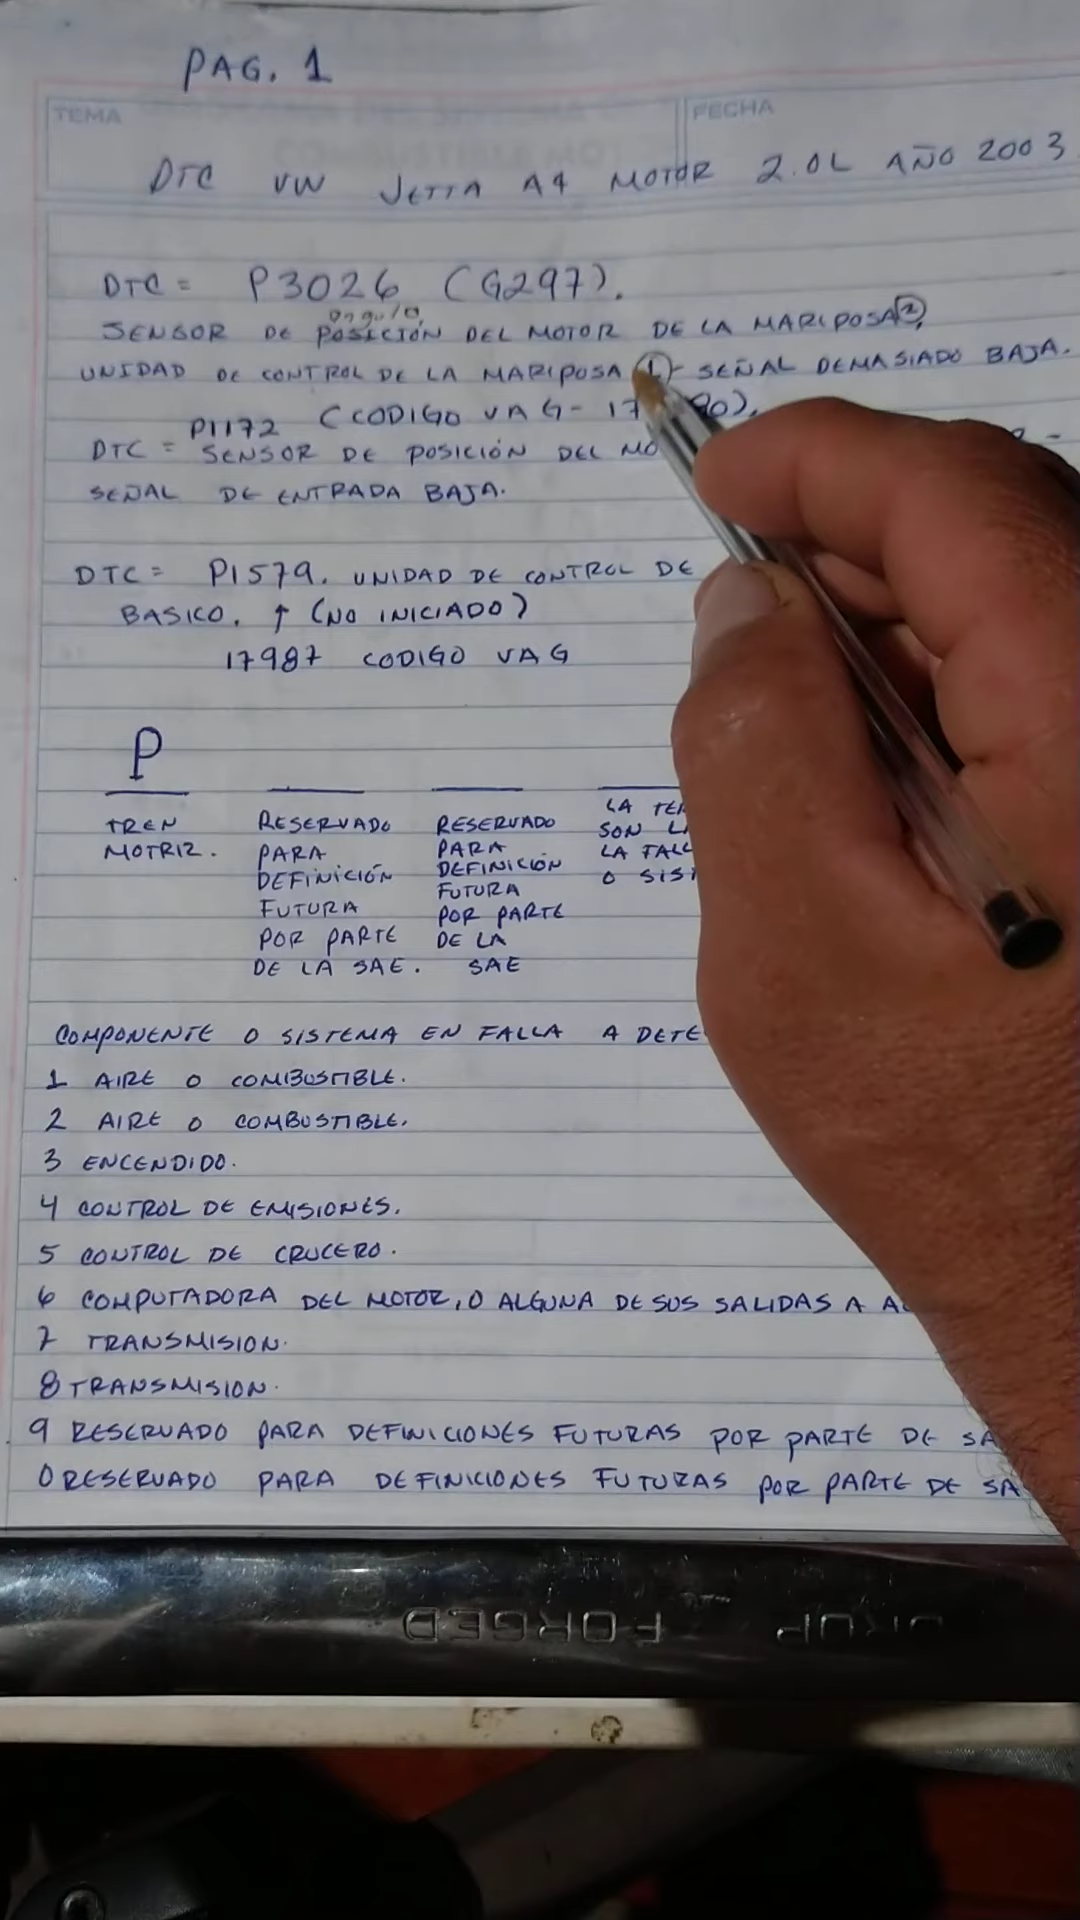 PAG. 1
TEMA
FECHA
DTC VW JETTA A4 MOTOR 2.0L AÑO 2003
DTC = P3026 (G297).
angulo
SENSOR DE POSICIÓN DEL MOTOR DE LA MARIPOSA 2,
UNIDAD DE CONTROL DE LA MARIPOSA 1 - SEÑAL DEMASIADO BAJA.
P1172 (CODIGO VAG- 17
DTC = SENSOR DE POSICIÓN DEL
SEÑAL DE ENTRADA BAJA.
DTC = P1579. UNIDAD DE CONTROL DE
BASICO. ↑ (NO INICIADO)
17987 CODIGO VAG
P
TREN
MOTRIZ.
RESERVADO
PARA
DEFINICIÓN
FUTURA
POR PARTE
DE LA SAE.
RESERVADO
PARA
DEFINICIÓN
FUTURA
POR PARTE
DE LA
SAE
LA
SON
LA
O
COMPONENTE O SISTEMA EN FALLA A
1 AIRE O COMBUSTIBLE.
2 AIRE O COMBUSTIBLE.
3 ENCENDIDO.
4 CONTROL DE EMISIONES.
5 CONTROL DE CRUCERO.
6 COMPUTADORA DEL MOTOR, O ALGUNA DE SUS SALIDAS A
7 TRANSMISION.
8 TRANSMISION.
9 RESERVADO PARA DEFINICIONES FUTURAS POR PARTE DE
0 RESERVADO PARA DEFINICIONES FUTURAS POR PARTE DE
DROP FORGED